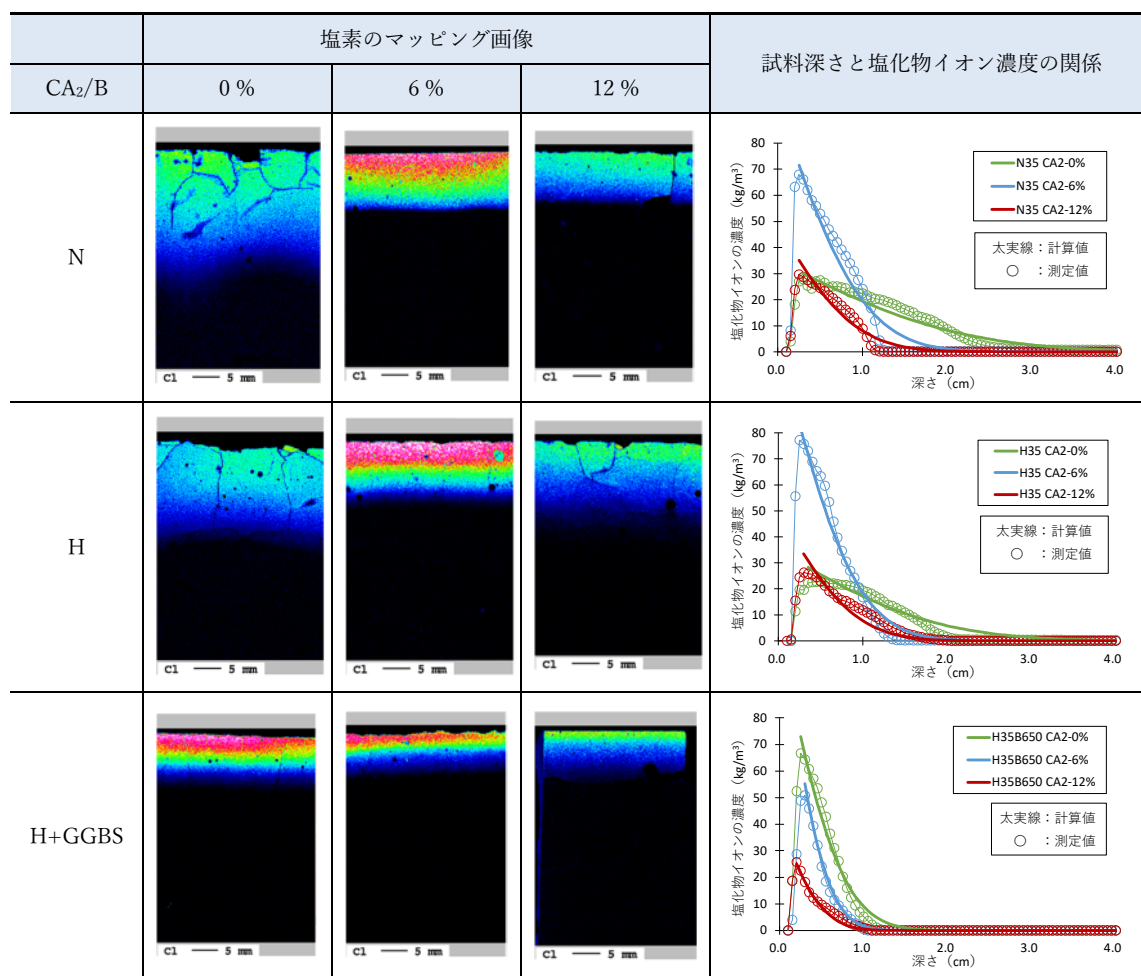 塩素のマッピング画像
試料深さと塩化物イオン濃度の関係
CA₂/B
0 %
6 %
12 %
N
Cl 5 mm
Cl 5 mm
Cl 5 mm
塩化物イオンの濃度（kg/m³）
80
70
60
50
40
30
20
10
0
0.0 1.0 2.0 3.0 4.0
深さ（cm）
N35 CA2-0%
N35 CA2-6%
N35 CA2-12%
太実線：計算値
○ ：測定値
H
Cl 5 mm
Cl 5 mm
Cl 5 mm
塩化物イオンの濃度（kg/m³）
80
70
60
50
40
30
20
10
0
0.0 1.0 2.0 3.0 4.0
深さ（cm）
H35 CA2-0%
H35 CA2-6%
H35 CA2-12%
太実線：計算値
○ ：測定値
H+GGBS
Cl 5 mm
Cl 5 mm
Cl 5 mm
塩化物イオンの濃度（kg/m³）
80
70
60
50
40
30
20
10
0
0.0 1.0 2.0 3.0 4.0
深さ（cm）
H35B650 CA2-0%
H35B650 CA2-6%
H35B650 CA2-12%
太実線：計算値
○ ：測定値